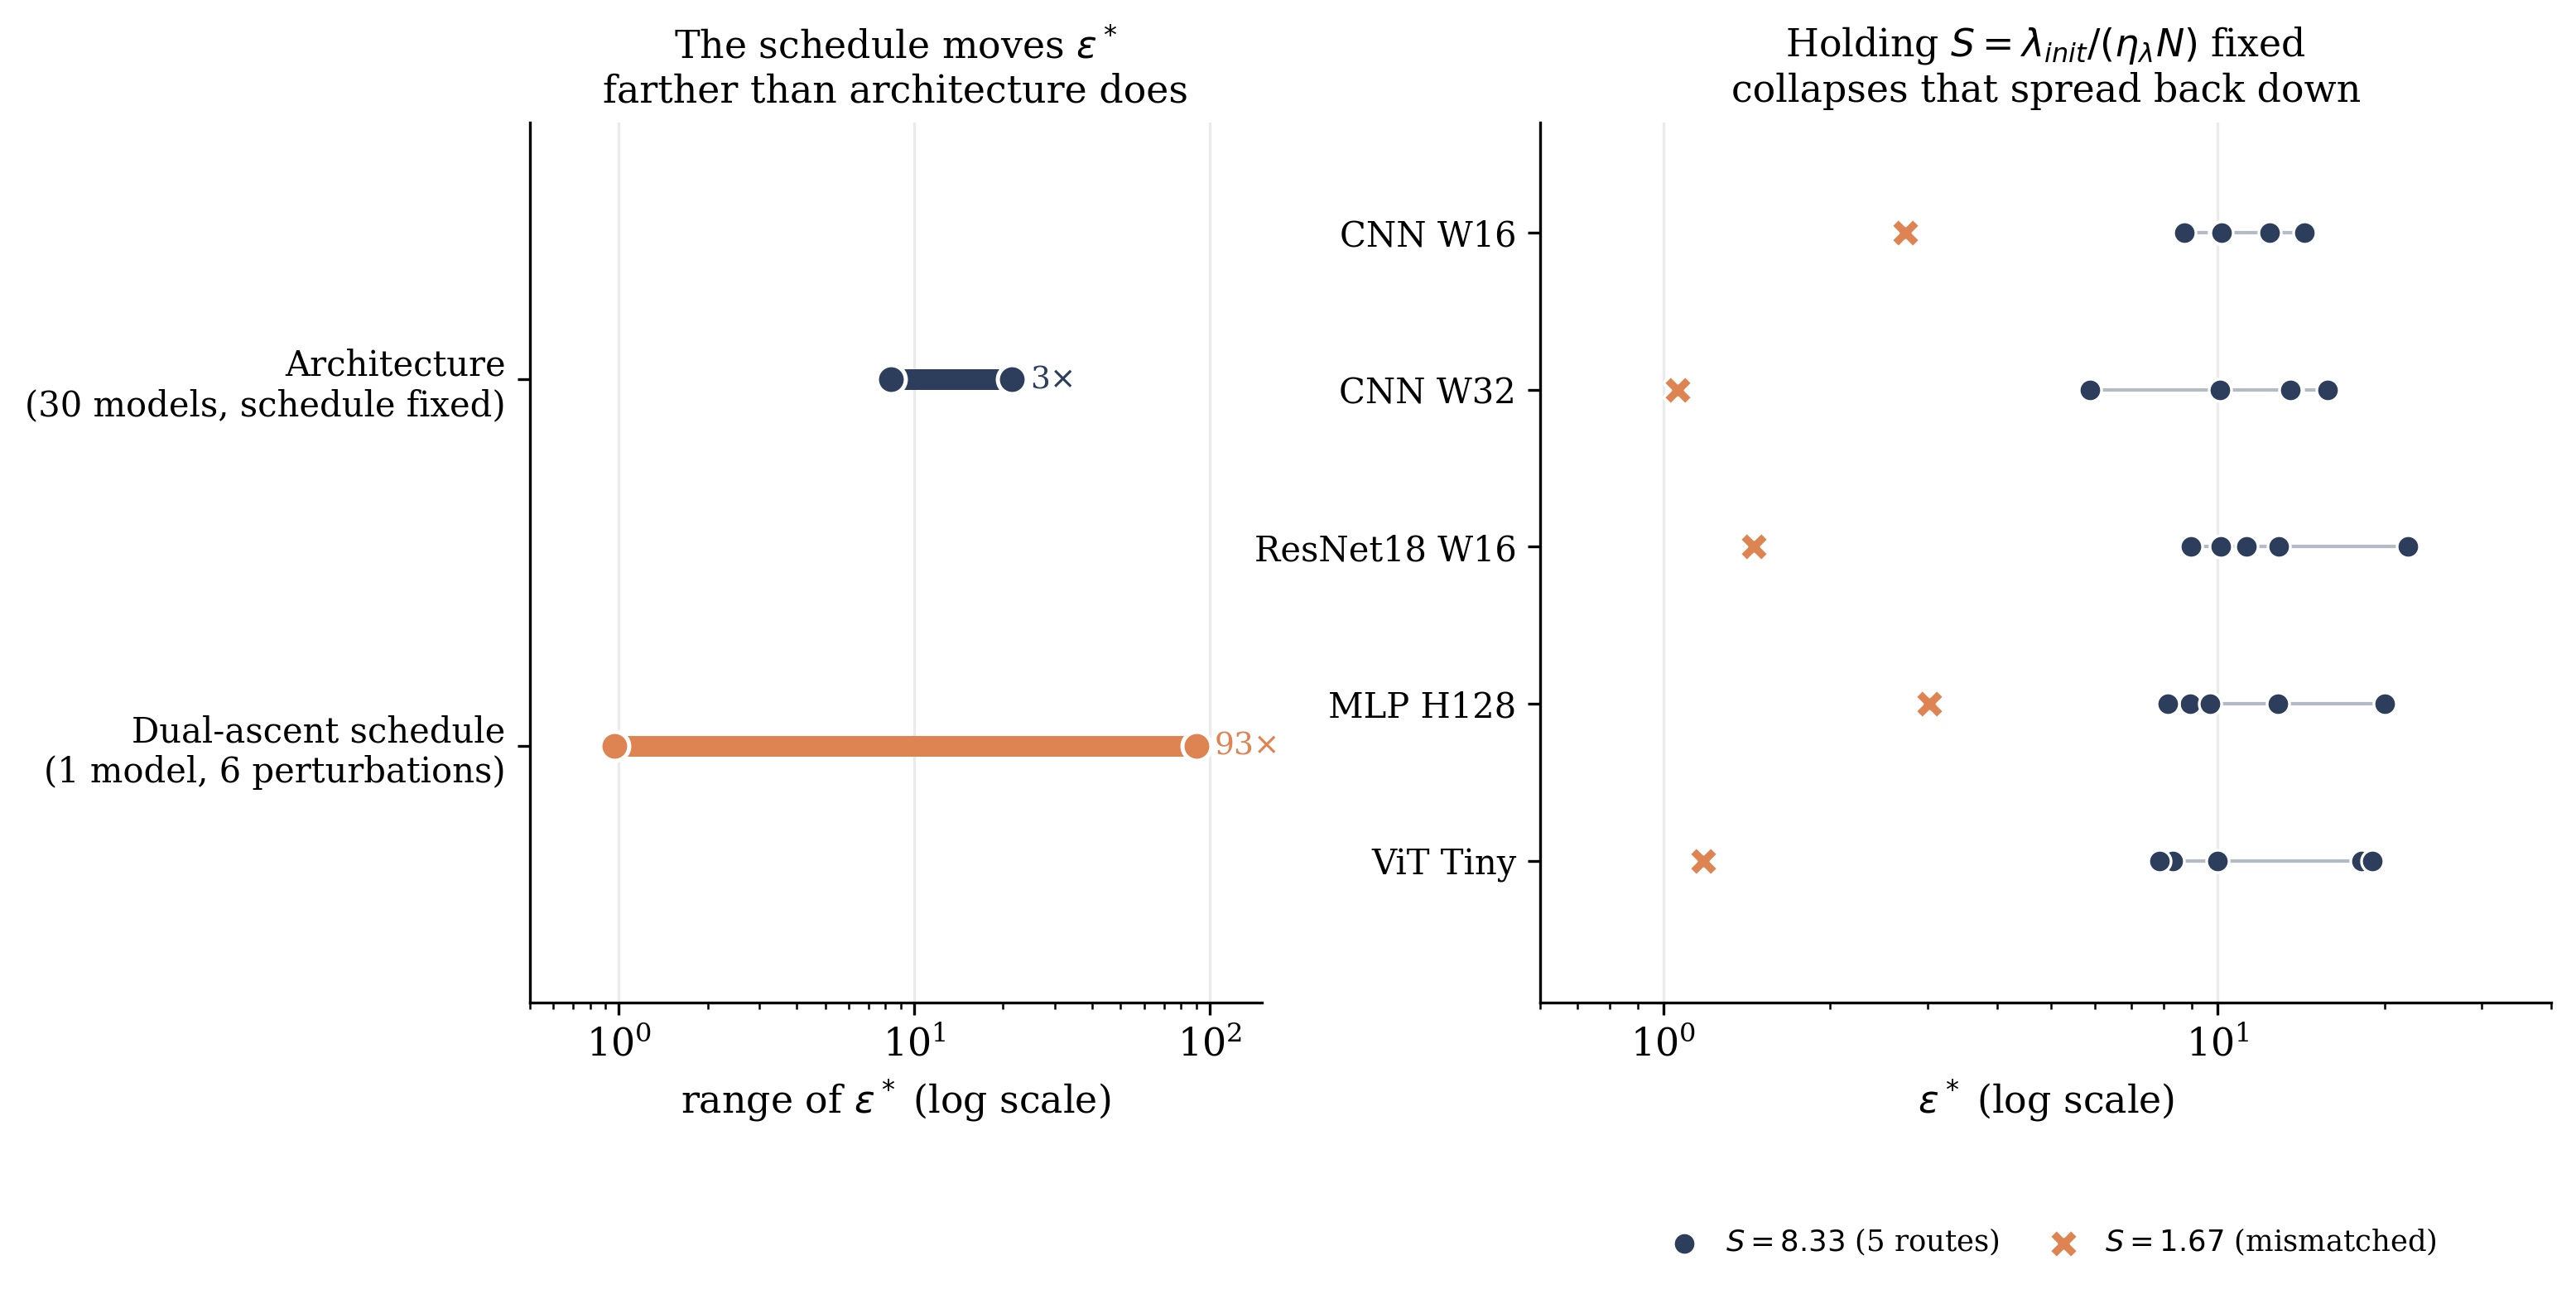 The schedule moves ε*
farther than architecture does
Architecture
(30 models, schedule fixed)
3×
Dual-ascent schedule
(1 model, 6 perturbations)
93×
10⁰ 10¹ 10²
range of ε* (log scale)
Holding S = λ_init/(η_λ N) fixed
collapses that spread back down
CNN W16
CNN W32
ResNet18 W16
MLP H128
ViT Tiny
10⁰ 10¹
ε* (log scale)
S = 8.33 (5 routes) S = 1.67 (mismatched)